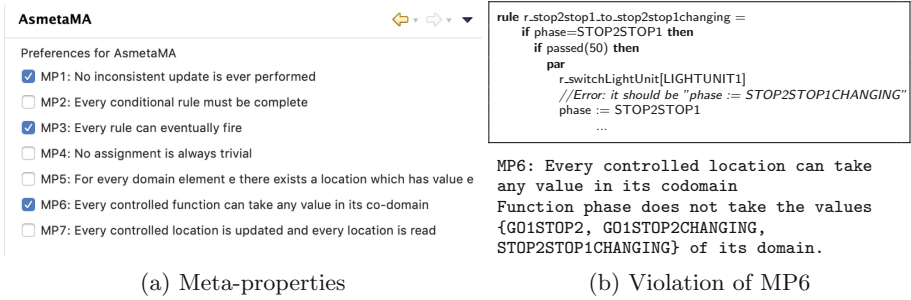 AsmetaMA
Preferences for AsmetaMA
MP1: No inconsistent update is ever performed
MP2: Every conditional rule must be complete
MP3: Every rule can eventually fire
MP4: No assignment is always trivial
MP5: For every domain element e there exists a location which has value e
MP6: Every controlled function can take any value in its co-domain
MP7: Every controlled location is updated and every location is read
(a) Meta-properties
rule r_stop2stop1_to_stop2stop1changing =
if phase=STOP2STOP1 then
if passed(50) then
par
r_switchLightUnit[LIGHTUNIT1]
//Error: it should be "phase := STOP2STOP1CHANGING"
phase := STOP2STOP1
...
MP6: Every controlled location can take
any value in its codomain
Function phase does not take the values
{GO1STOP2, GO1STOP2CHANGING,
STOP2STOP1CHANGING} of its domain.
(b) Violation of MP6